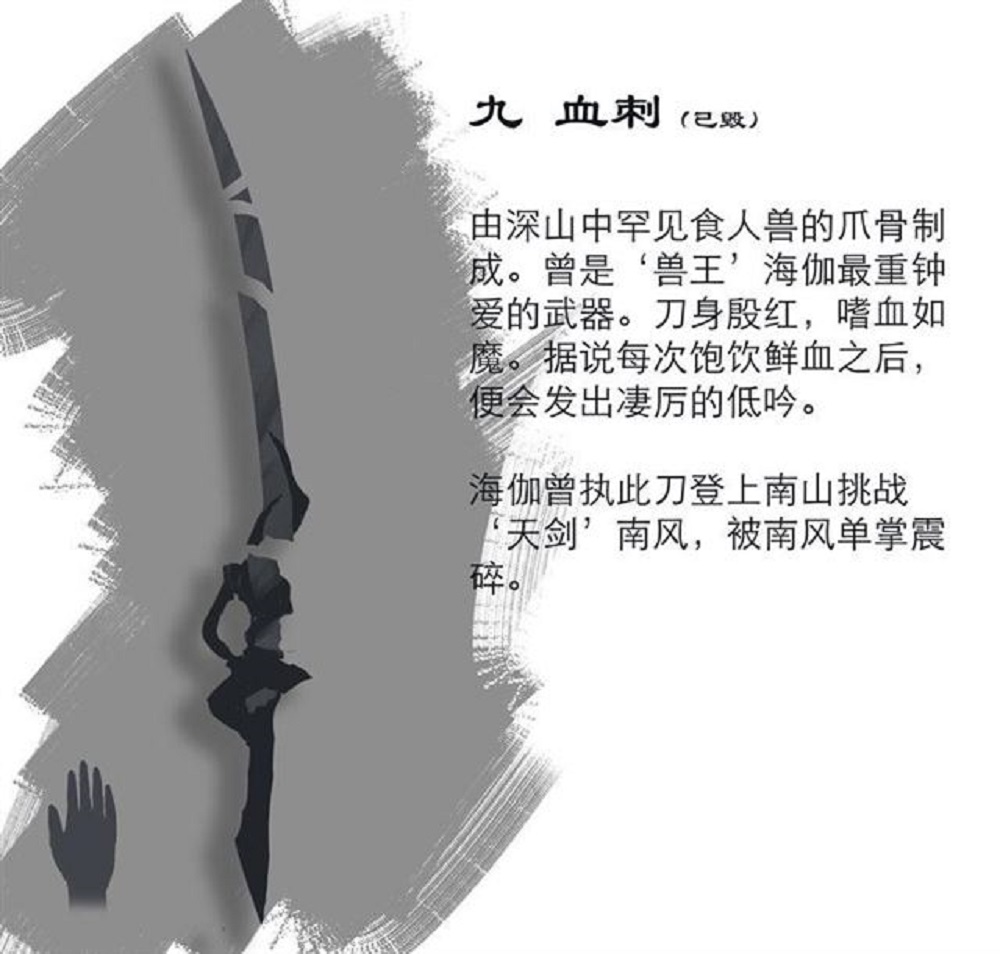 九 血刺（已毁）
由深山中罕见食人兽的爪骨制
成。曾是‘兽王’海伽最重钟
爱的武器。刀身殷红，嗜血如
魔。据说每次饱饮鲜血之后，
便会发出凄厉的低吟。
海伽曾执此刀登上南山挑战
‘天剑’南风，被南风单掌震
碎。